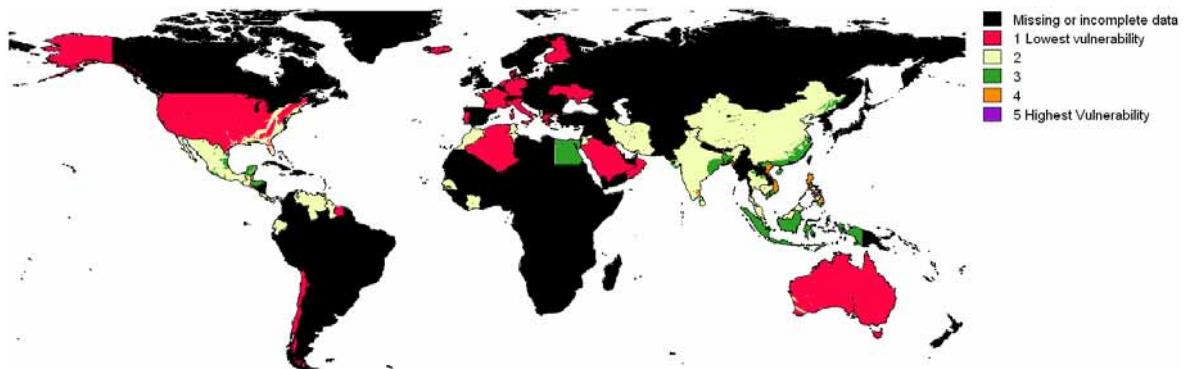 Missing or incomplete data
1 Lowest vulnerability
2
3
4
5 Highest Vulnerability